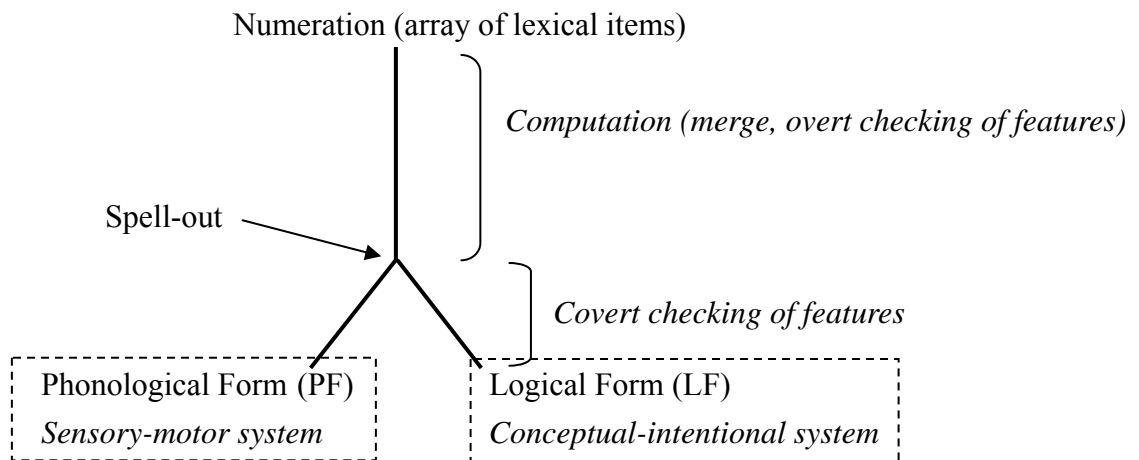 Numeration (array of lexical items)
Computation (merge, overt checking of features)
Spell-out
Covert checking of features
Phonological Form (PF)
Sensory-motor system
Logical Form (LF)
Conceptual-intentional system